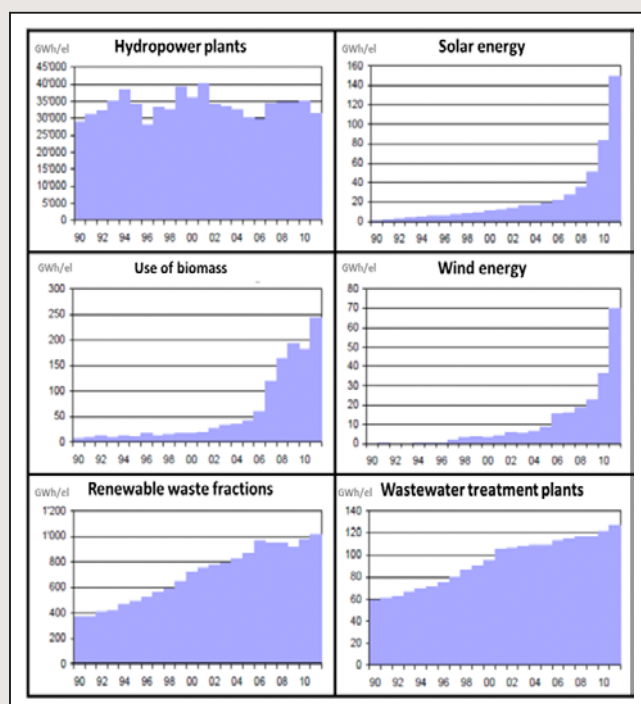 Hydropower plants
GWh/el
45'000
40'000
35'000
30'000
25'000
20'000
15'000
10'000
5'000
0
90 92 94 96 98 00 02 04 06 08 10
Solar energy
GWh/el
160
140
120
100
80
60
40
20
0
90 92 94 96 98 00 02 04 06 08 10
Use of biomass
GWh/el
300
250
200
150
100
50
0
90 92 94 96 98 00 02 04 06 08 10
Wind energy
GWh/el
80
70
60
50
40
30
20
10
0
90 92 94 96 98 00 02 04 06 08 10
Renewable waste fractions
GWh/el
1'200
1'000
800
600
400
200
0
90 92 94 96 98 00 02 04 06 08 10
Wastewater treatment plants
GWh/el
140
120
100
80
60
40
20
0
90 92 94 96 98 00 02 04 06 08 10